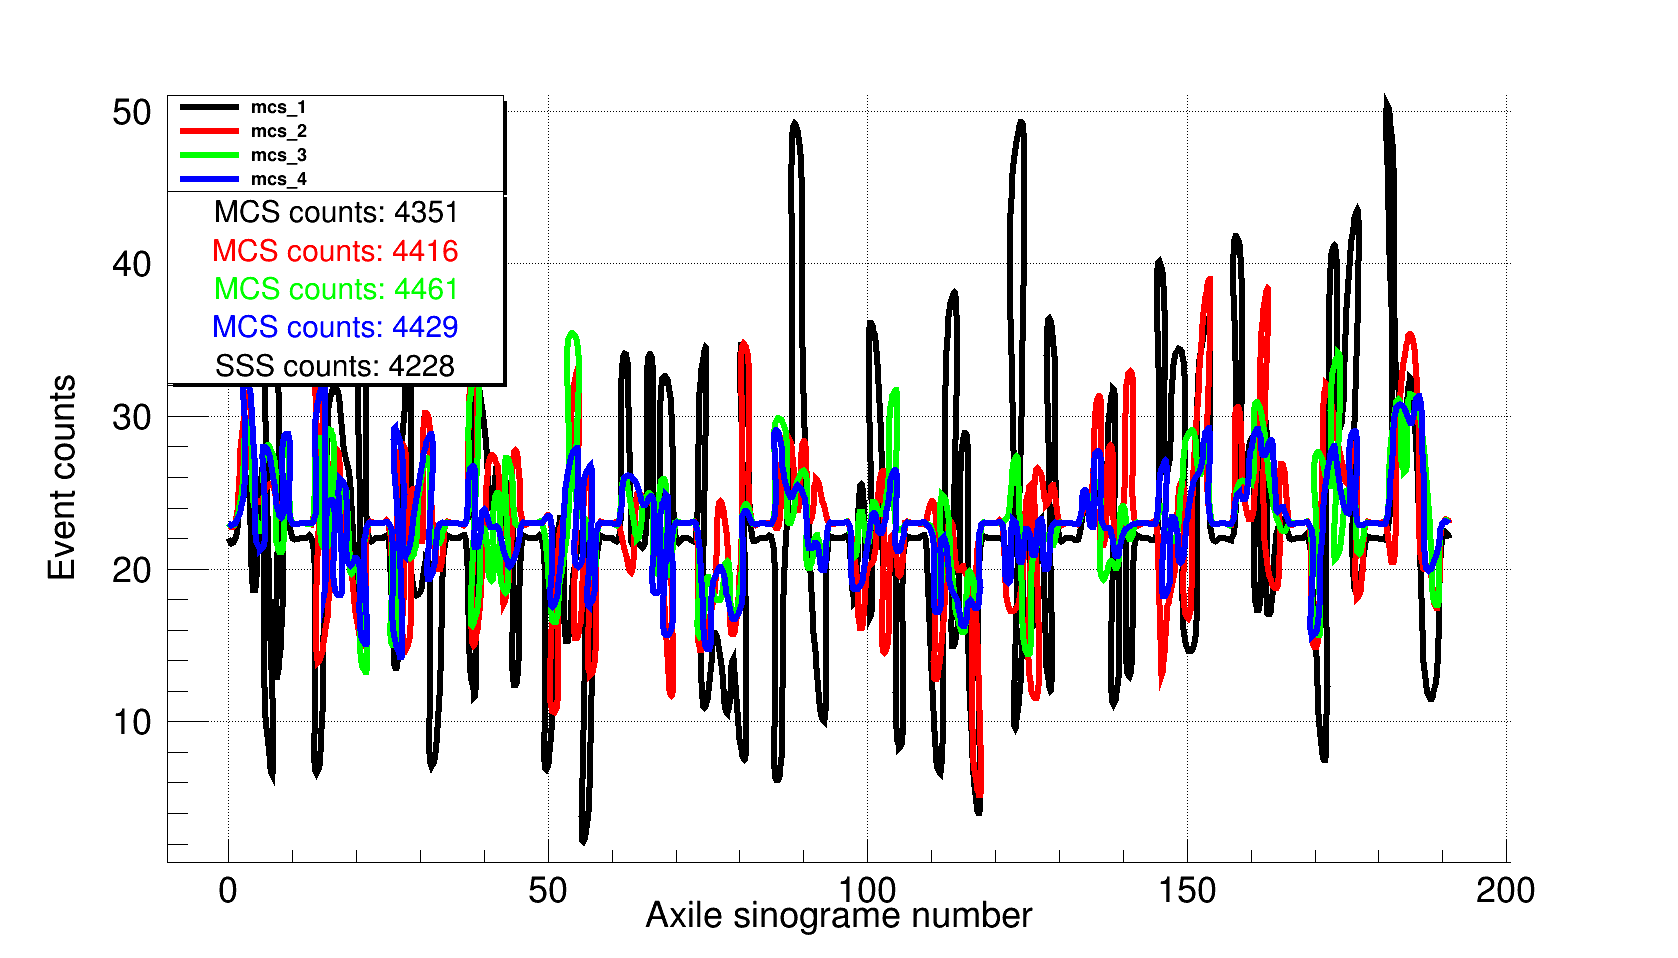 mcs_1
mcs_2
mcs_3
mcs_4
MCS counts: 4351
MCS counts: 4416
MCS counts: 4461
MCS counts: 4429
SSS counts: 4228
Event counts
50
40
30
20
10
0 50 100 150 200
Axile sinograme number